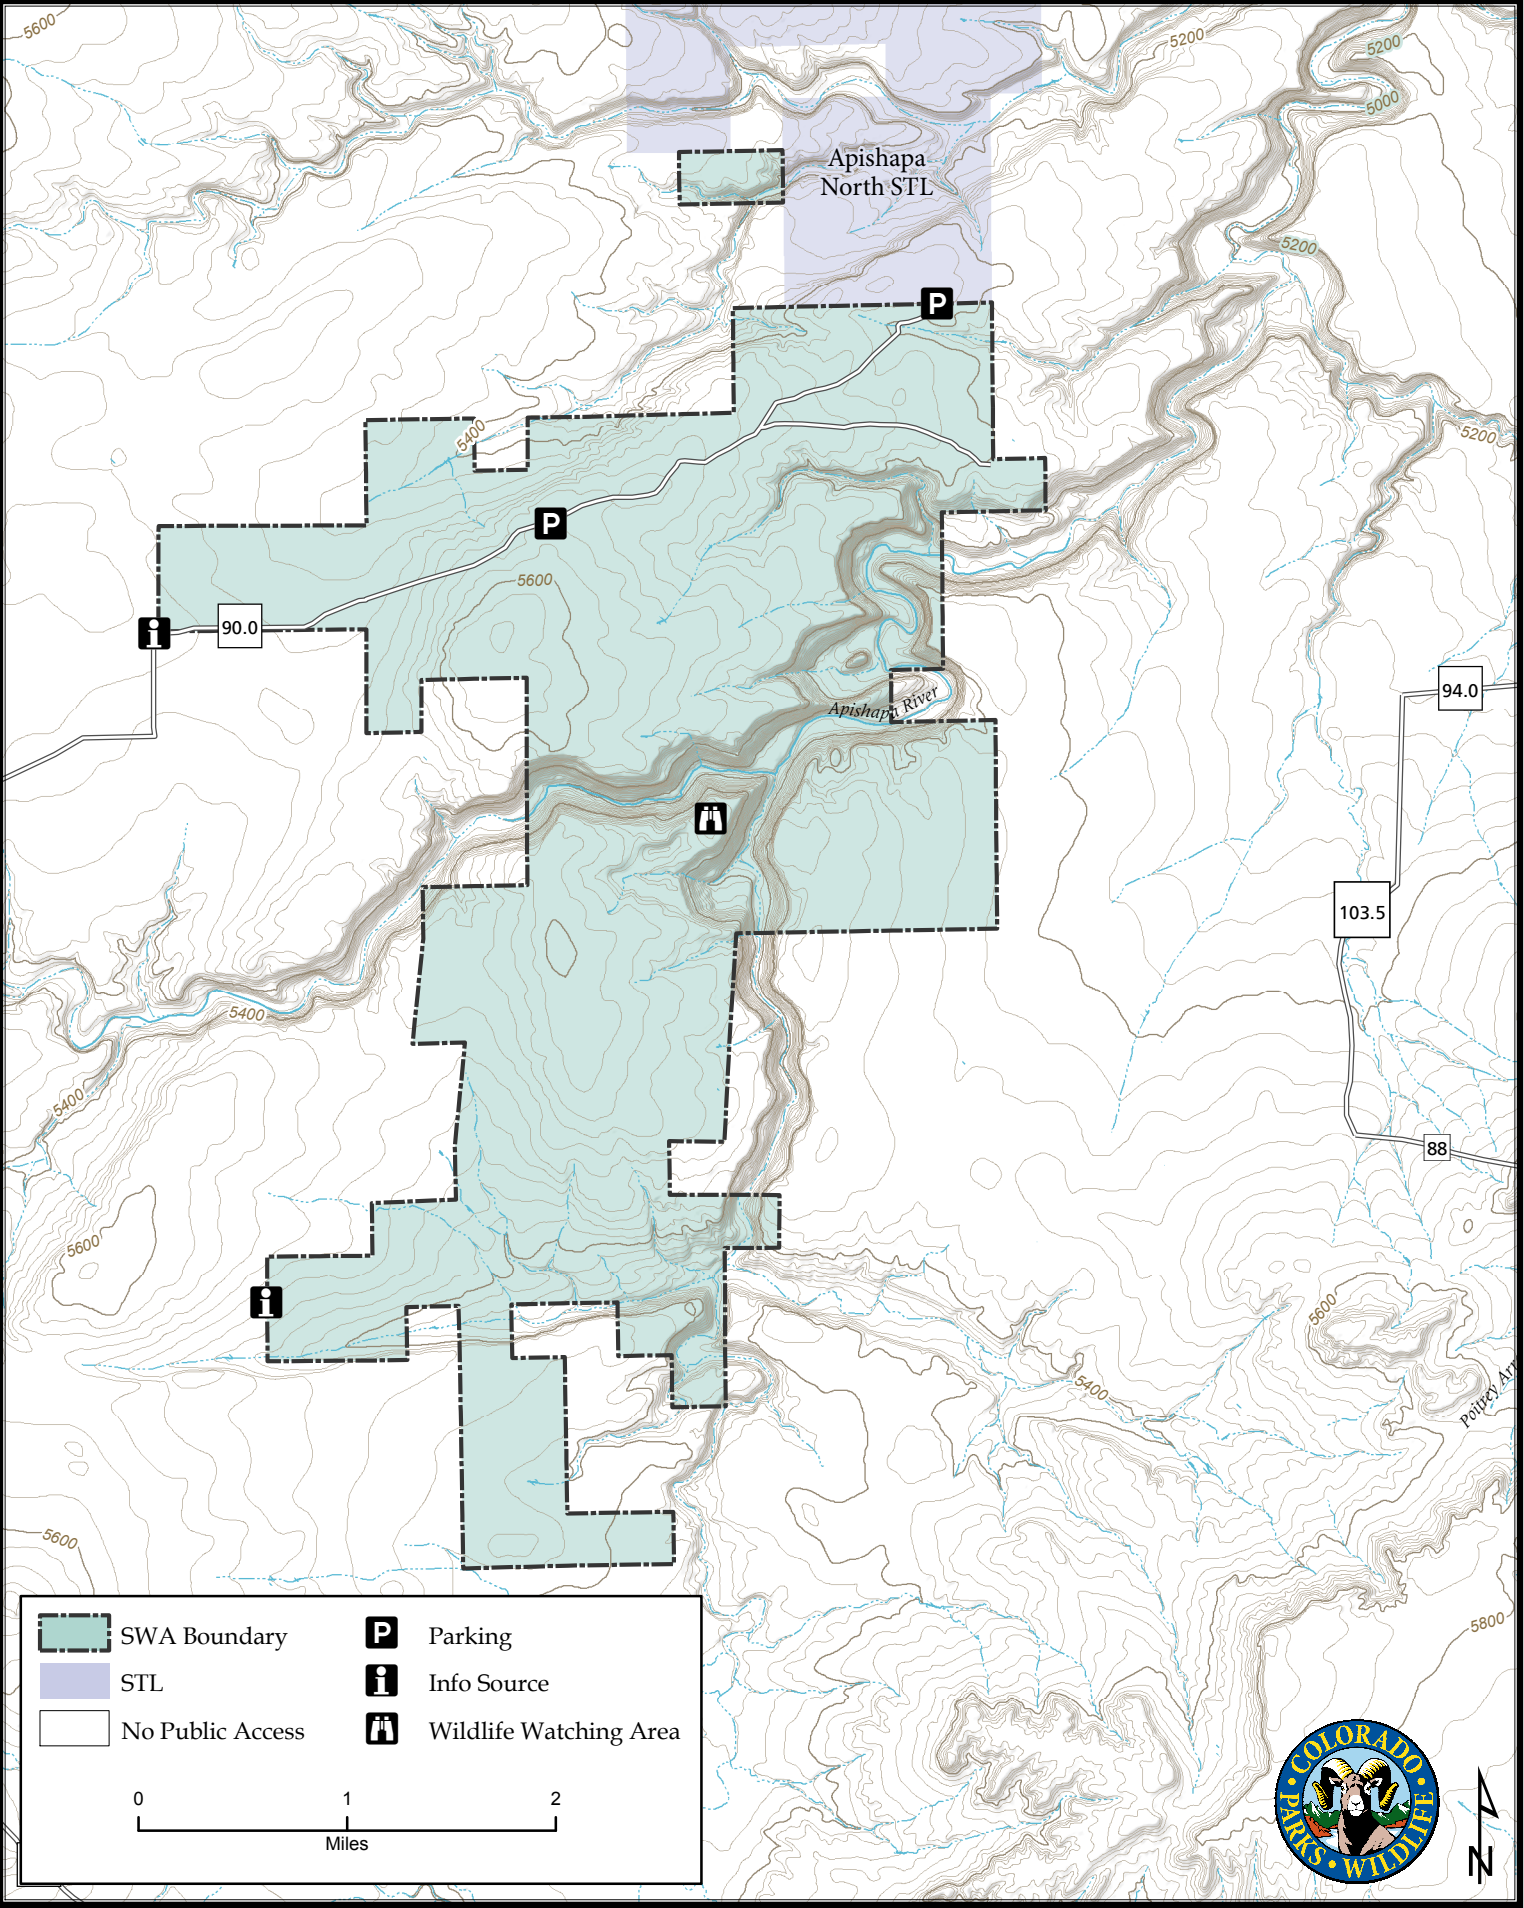 5600
5200
5200
5000
Apishapa
North STL
5200
P
5400
5200
P
5600
i
90.0
94.0
Apishapa River
103.5
5400
5400
88
5600
i
5600
5400
5600
5800
SWA Boundary
P
Parking
STL
i
Info Source
No Public Access
Wildlife Watching Area
0
1
2
Miles
COLORADO
PARKS • WILDLIFE
N